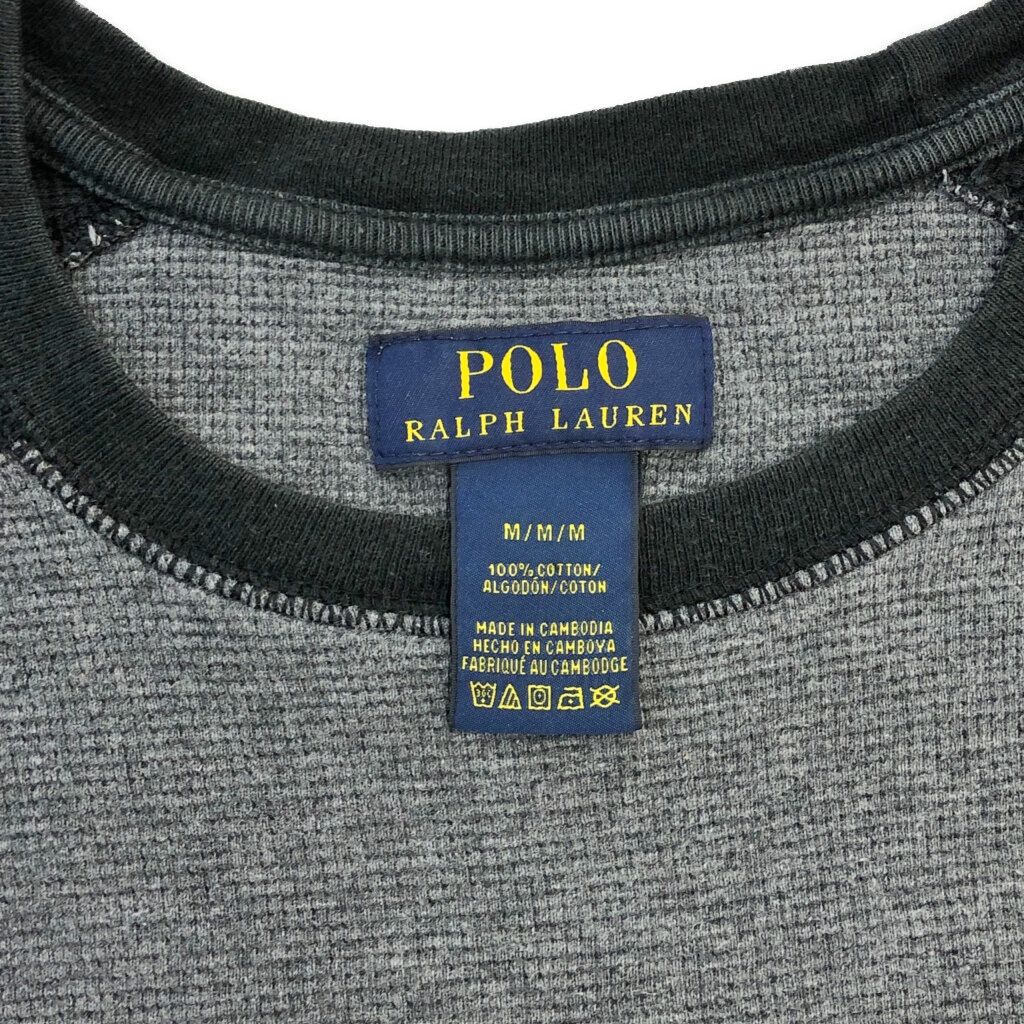 POLO
RALPH LAUREN
M/M/M
100% COTTON/
ALGODÓN/COTON
MADE IN CAMBODIA
HECHO EN CAMBOYA
FABRIQUÉ AU CAMBODGE